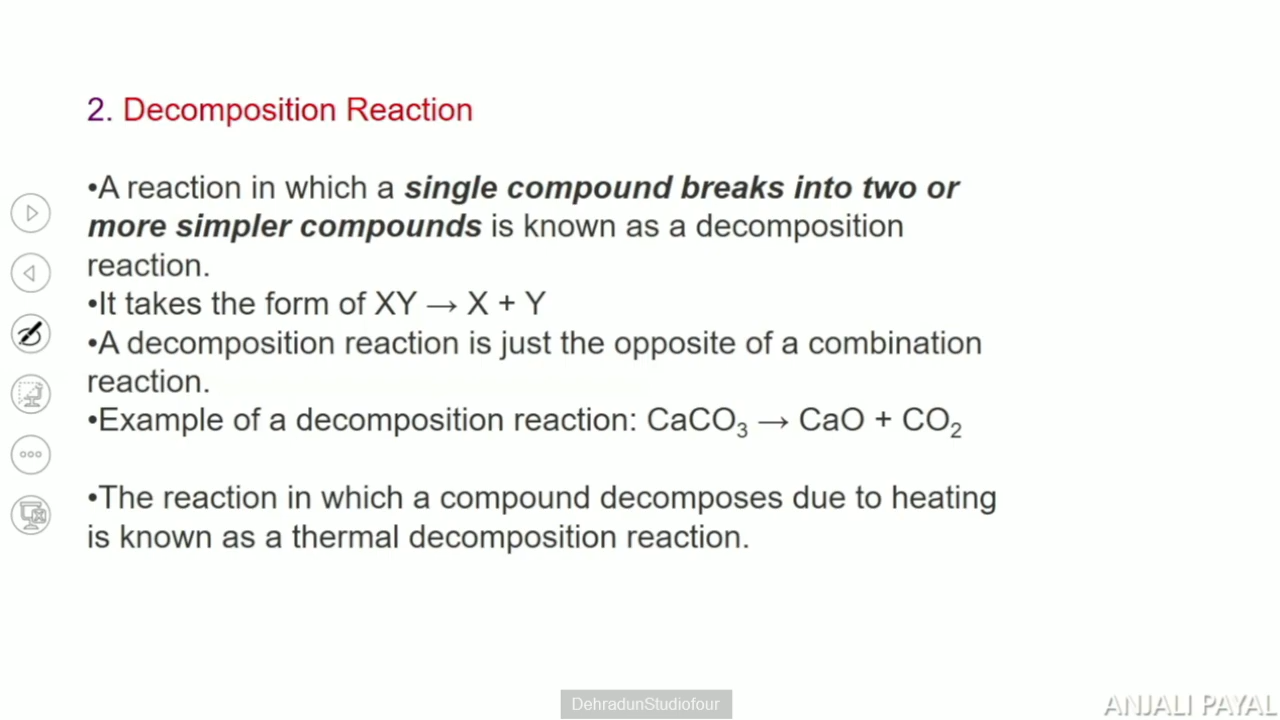 2. Decomposition Reaction
•A reaction in which a single compound breaks into two or
more simpler compounds is known as a decomposition
reaction.
•It takes the form of XY → X + Y
•A decomposition reaction is just the opposite of a combination
reaction.
•Example of a decomposition reaction: CaCO₃ → CaO + CO₂
•The reaction in which a compound decomposes due to heating
is known as a thermal decomposition reaction.
DehradunStudiofour
ANJALI PAYAL